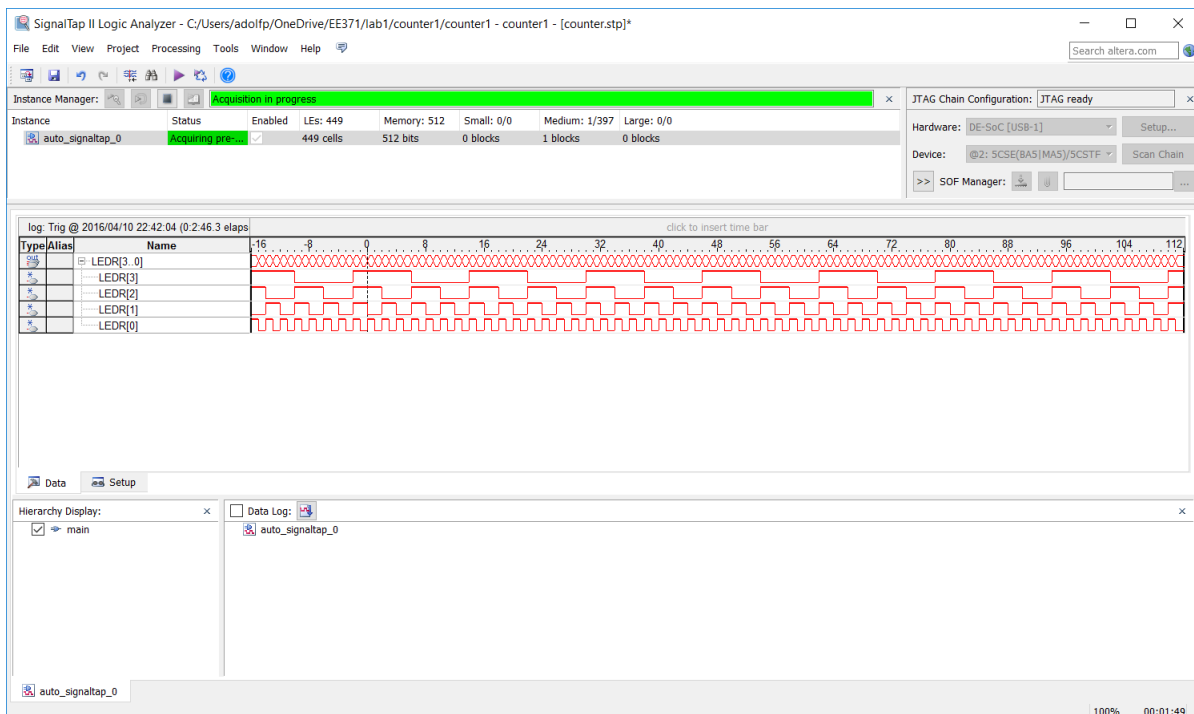 SignalTap II Logic Analyzer - C:/Users/adolfp/OneDrive/EE371/lab1/counter1/counter1 - counter1 - [counter.stp]*
File Edit View Project Processing Tools Window Help
Search altera.com
Instance Manager: Acquisition in progress
Instance Status Enabled LEs: 449 Memory: 512 Small: 0/0 Medium: 1/397 Large: 0/0
auto_signaltap_0 Acquiring pre-... 449 cells 512 bits 0 blocks 1 blocks 0 blocks
JTAG Chain Configuration: JTAG ready
Hardware: DE-SoC [USB-1] Setup...
Device: @2: 5CSE(BA5|MA5)/5CSTF Scan Chain
>> SOF Manager: ...
log: Trig @ 2016/04/10 22:42:04 (0:2:46.3 elaps click to insert time bar
Type Alias Name -16 -8 0 8 16 24 32 40 48 56 64 72 80 88 96 104 112
out LEDR[3..0]
* LEDR[3]
* LEDR[2]
* LEDR[1]
* LEDR[0]
Data Setup
Hierarchy Display:
main
Data Log:
auto_signaltap_0
auto_signaltap_0
100% 00:01:49